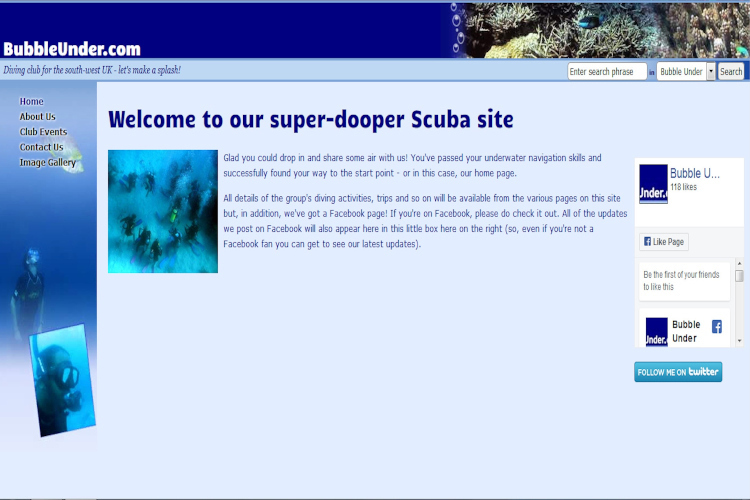 BubbleUnder.com
Diving club for the south-west UK - let's make a splash!
Enter search phrase in Bubble Under Search
Home
About Us
Club Events
Contact Us
Image Gallery
Welcome to our super-dooper Scuba site
Glad you could drop in and share some air with us! You've passed your underwater navigation skills and
successfully found your way to the start point - or in this case, our home page.
All details of the group's diving activities, trips and so on will be available from the various pages on this site
but, in addition, we've got a Facebook page! If you're on Facebook, please do check it out. All of the updates
we post on Facebook will also appear here in this little box here on the right (so, even if you're not a
Facebook fan you can get to see our latest updates).
Bubble U...
118 likes
Under.
Like Page
Be the first of your friends
to like this
Bubble
Under
Under.
FOLLOW ME ON twitter